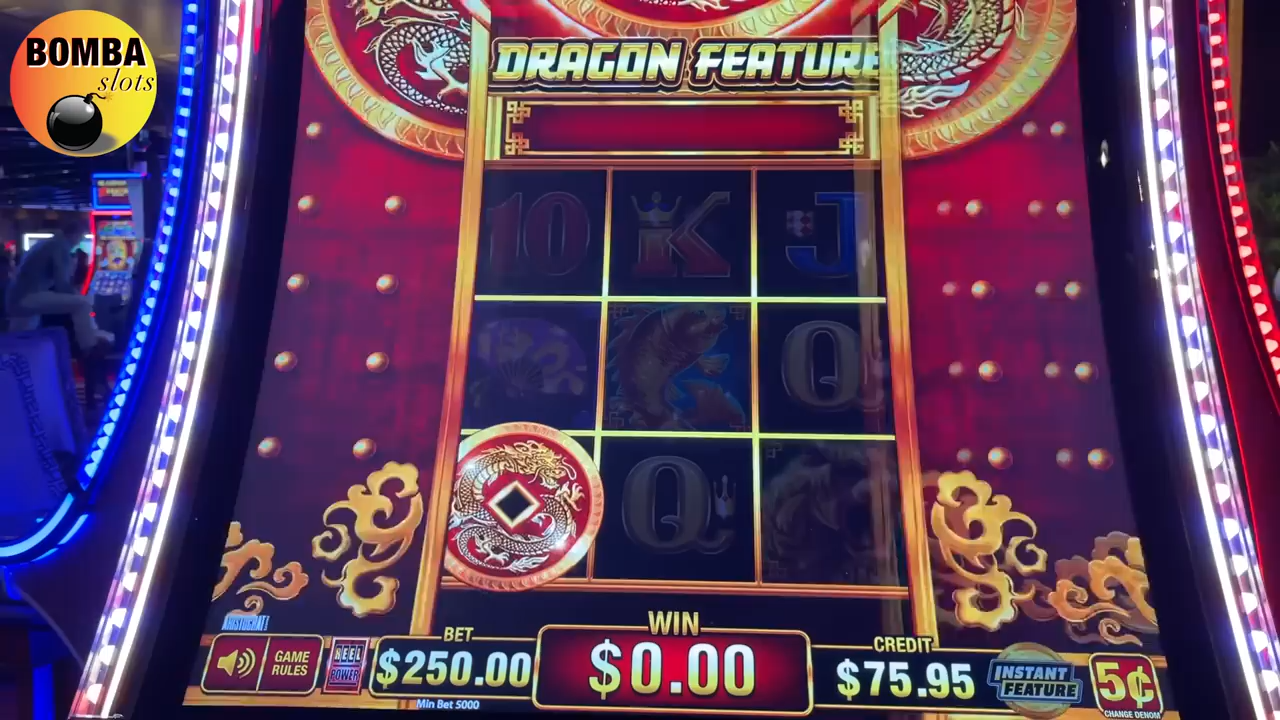 BOMBA
slots
DRAGON FEATURE
10 K J
Q
Q
ARISTOCRAT
GAME
RULES
REEL
POWER
BET
$250.00
Min Bet 5000
WIN
$0.00
CREDIT
$75.95
INSTANT
FEATURE
5¢
CHANGE DENOM